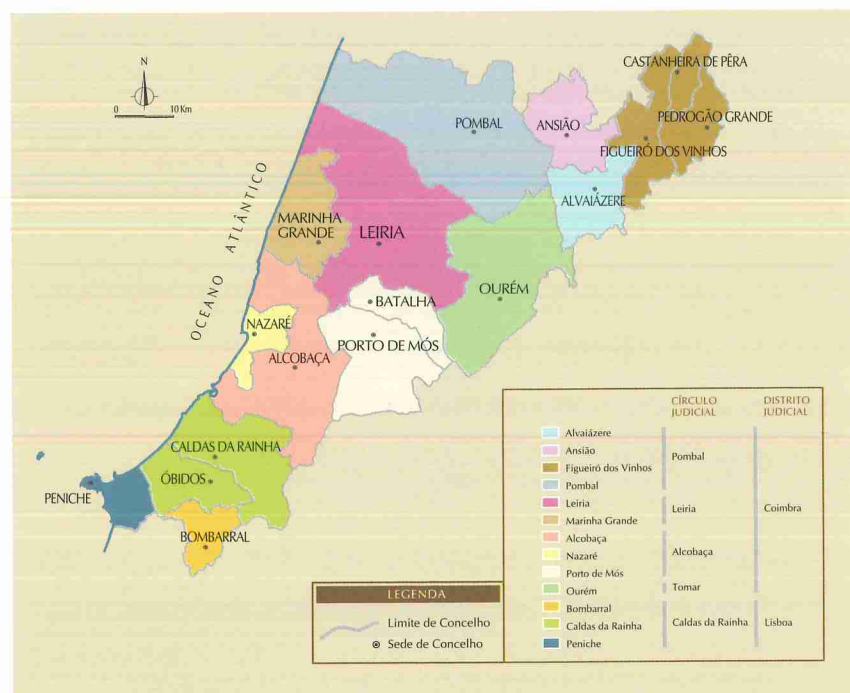 N
0 10 Km
OCEANO ATLÂNTICO
CASTANHEIRA DE PÊRA
PEDROGÃO GRANDE
POMBAL
ANSIÃO
FIGUEIRÓ DOS VINHOS
ALVAIÁZERE
MARINHA
GRANDE
LEIRIA
OURÉM
BATALHA
NAZARÉ
PORTO DE MÓS
ALCOBAÇA
CALDAS DA RAINHA
ÓBIDOS
PENICHE
BOMBARRAL
CÍRCULO
JUDICIAL
DISTRITO
JUDICIAL
Alvaiázere
Ansião
Figueiró dos Vinhos
Pombal
Leiria
Marinha Grande
Alcobaça
Nazaré
Porto de Mós
Ourém
Bombarral
Caldas da Rainha
Peniche
Pombal
Leiria
Alcobaça
Tomar
Caldas da Rainha
Coimbra
Lisboa
LEGENDA
Limite de Concelho
Sede de Concelho